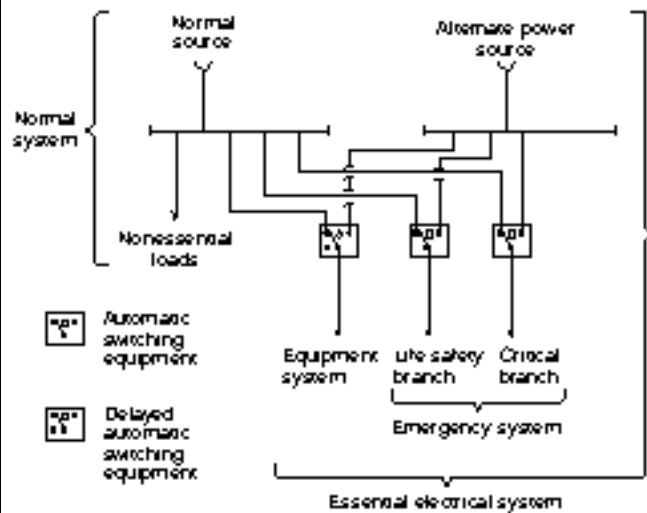 Normal
source
Alternate power
source
Normal
system
Nonessential
loads
Automatic
switching
equipment
Equipment
system
Life safety
branch
Critical
branch
Delayed
automatic
switching
equipment
Emergency system
Essential electrical system